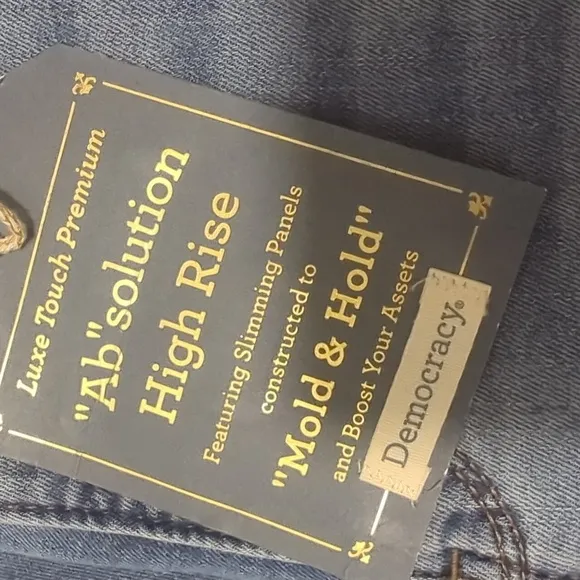 Luxe Touch Premium
"Ab"solution
High Rise
Featuring Slimming Panels
constructed to
"Mold & Hold"
and Boost Your Assets
Democracy®